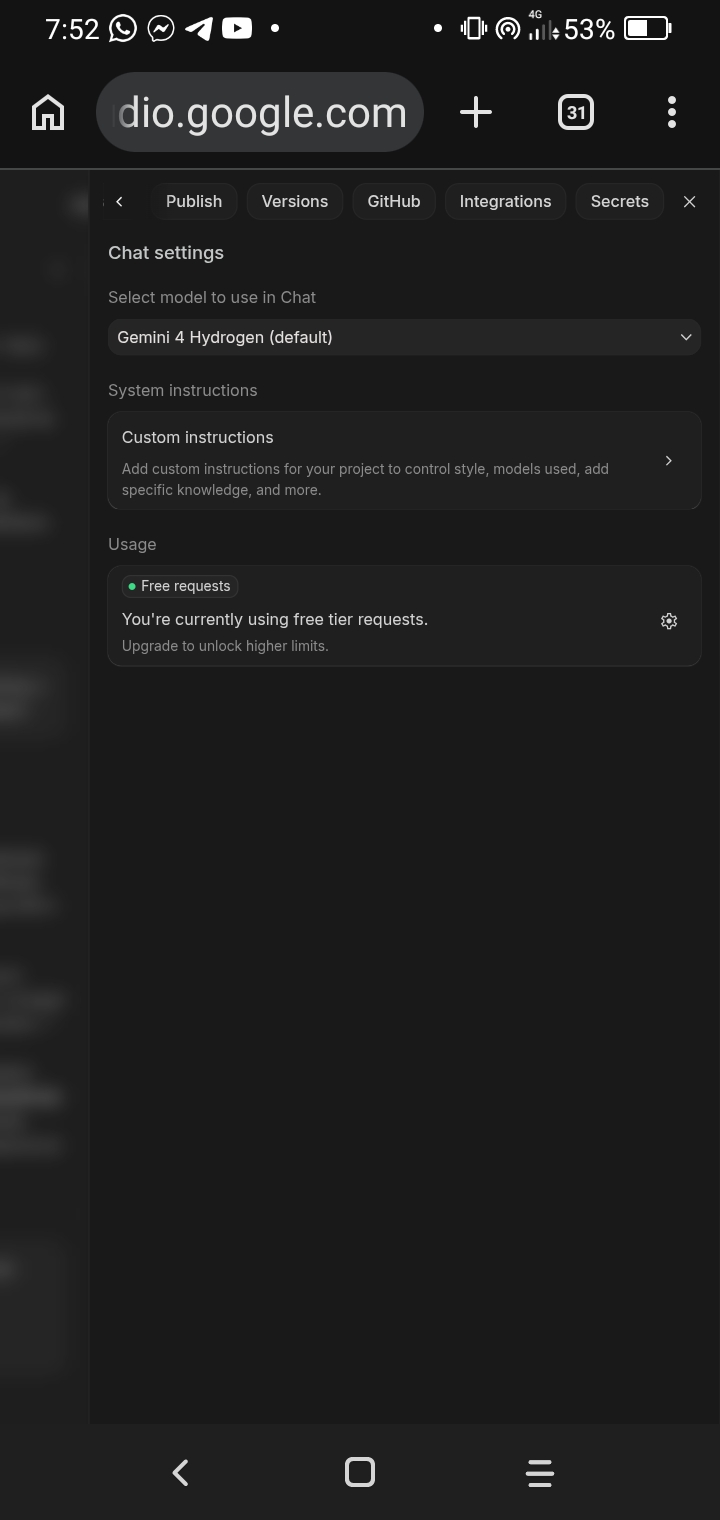 7:52
4G
53%
dio.google.com
31
Publish
Versions
GitHub
Integrations
Secrets
Chat settings
Select model to use in Chat
Gemini 4 Hydrogen (default)
System instructions
Custom instructions
Add custom instructions for your project to control style, models used, add
specific knowledge, and more.
Usage
Free requests
You're currently using free tier requests.
Upgrade to unlock higher limits.